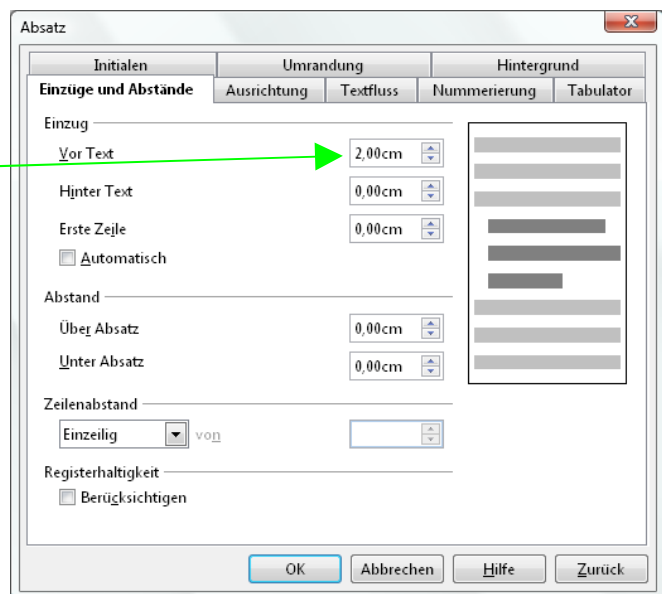 Absatz
Initialen Umrandung Hintergrund
Einzüge und Abstände Ausrichtung Textfluss Nummerierung Tabulator
Einzug
Vor Text 2,00cm
Hinter Text 0,00cm
Erste Zeile 0,00cm
Automatisch
Abstand
Über Absatz 0,00cm
Unter Absatz 0,00cm
Zeilenabstand
Einzeilig von
Registerhaltigkeit
Berücksichtigen
OK Abbrechen Hilfe Zurück